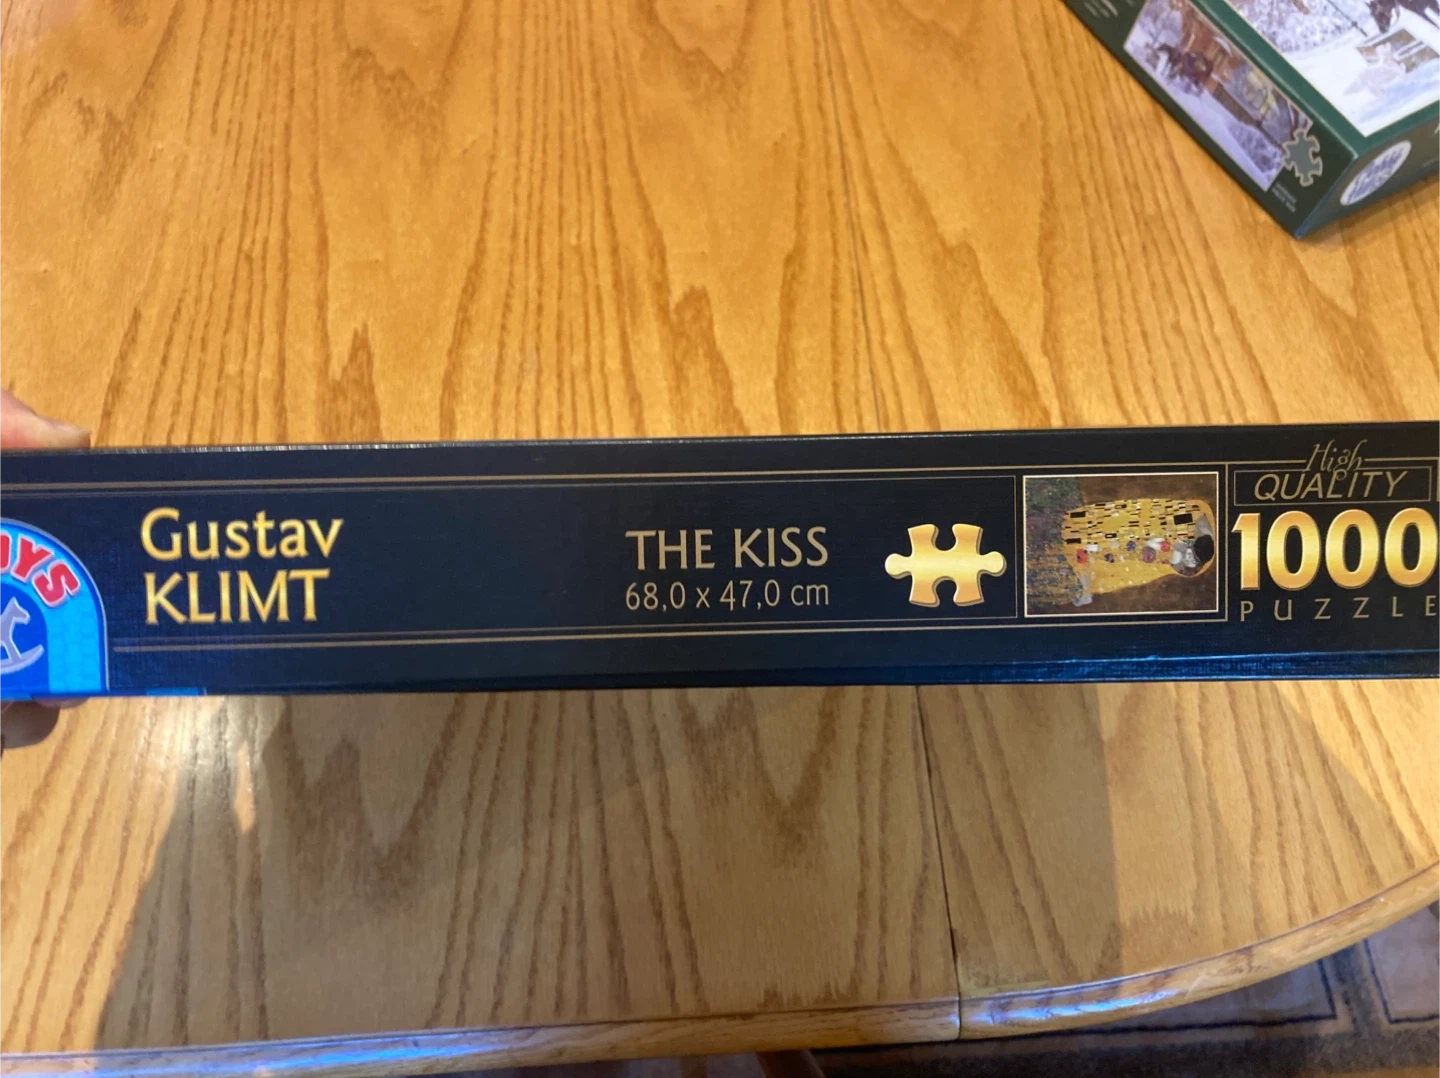 Gustav
KLIMT
THE KISS
68,0 x 47,0 cm
High
QUALITY
1000
PUZZLE